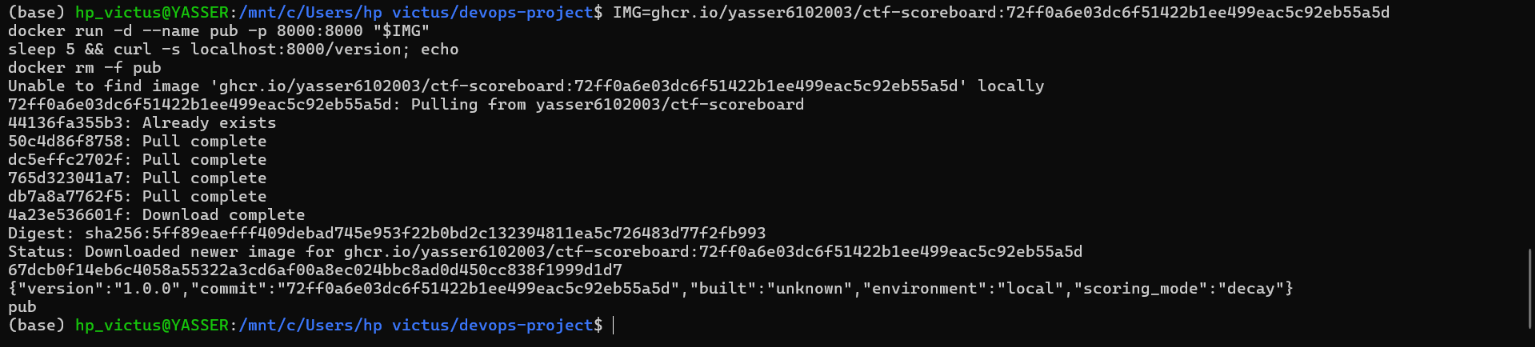 (base) hp_victus@YASSER:/mnt/c/Users/hp victus/devops-project$ IMG=ghcr.io/yasser6102003/ctf-scoreboard:72ff0a6e03dc6f51422b1ee499eac5c92eb55a5d
docker run -d --name pub -p 8000:8000 "$IMG"
sleep 5 && curl -s localhost:8000/version; echo
docker rm -f pub
Unable to find image 'ghcr.io/yasser6102003/ctf-scoreboard:72ff0a6e03dc6f51422b1ee499eac5c92eb55a5d' locally
72ff0a6e03dc6f51422b1ee499eac5c92eb55a5d: Pulling from yasser6102003/ctf-scoreboard
44136fa355b3: Already exists
50c4d86f8758: Pull complete
dc5effc2702f: Pull complete
765d323041a7: Pull complete
db7a8a7762f5: Pull complete
4a23e536601f: Download complete
Digest: sha256:5ff89eaefff409debad745e953f22b0bd2c132394811ea5c726483d77f2fb993
Status: Downloaded newer image for ghcr.io/yasser6102003/ctf-scoreboard:72ff0a6e03dc6f51422b1ee499eac5c92eb55a5d
67dcb0f14eb6c4058a55322a3cd6af00a8ec024bbc8ad0d450cc838f1999d1d7
{"version":"1.0.0","commit":"72ff0a6e03dc6f51422b1ee499eac5c92eb55a5d","built":"unknown","environment":"local","scoring_mode":"decay"}
pub
(base) hp_victus@YASSER:/mnt/c/Users/hp victus/devops-project$